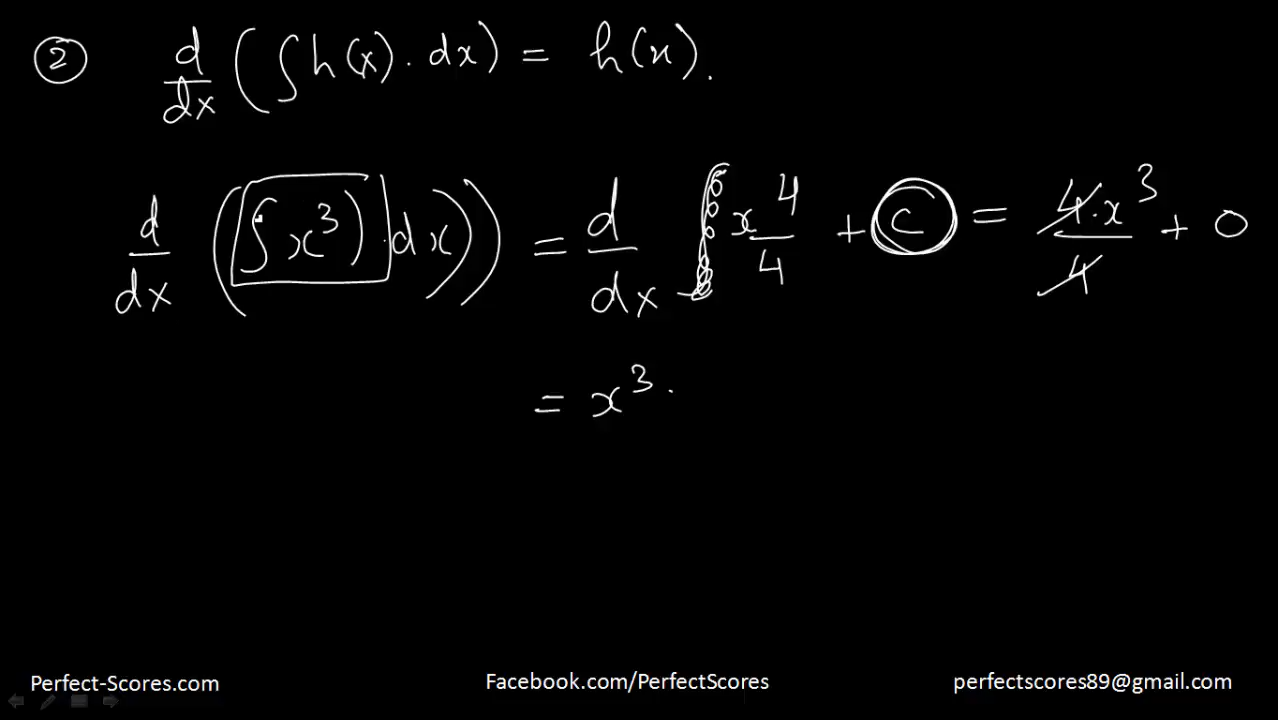 ② d/dx (∫ h(x) · dx) = h(x).
d/dx ((∫ x³) · dx)) = d/dx x⁴/4 + c = 4·x³/4 + 0
= x³.
Perfect-Scores.com Facebook.com/PerfectScores perfectscores89@gmail.com